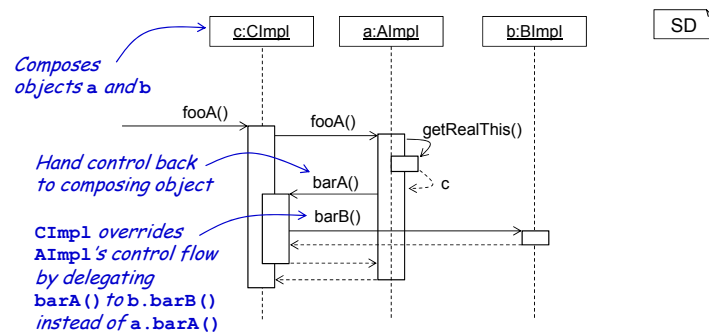 c:CImpl
a:AImpl
b:BImpl
SD
Composes
objects a and b
fooA()
fooA()
getRealThis()
Hand control back
to composing object
barA()
c
barB()
CImpl overrides
AImpl's control flow
by delegating
barA() to b.barB()
instead of a.barA()